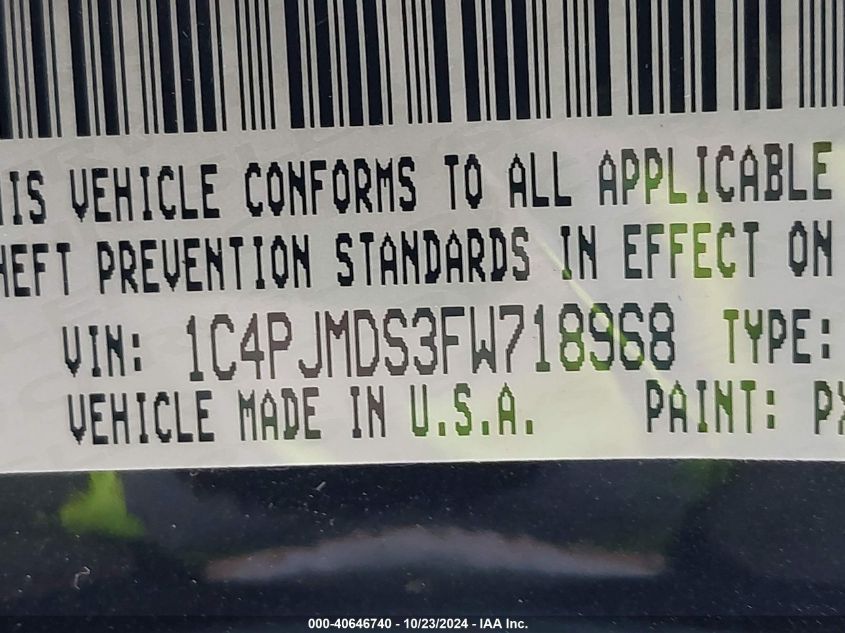 IS VEHICLE CONFORMS TO ALL APPLICABLE
HEFT PREVENTION STANDARDS IN EFFECT ON
VIN: 1C4PJMDS3FW718968 TYPE:
VEHICLE MADE IN U.S.A. PAINT: PX
000-40646740 - 10/23/2024 - IAA Inc.